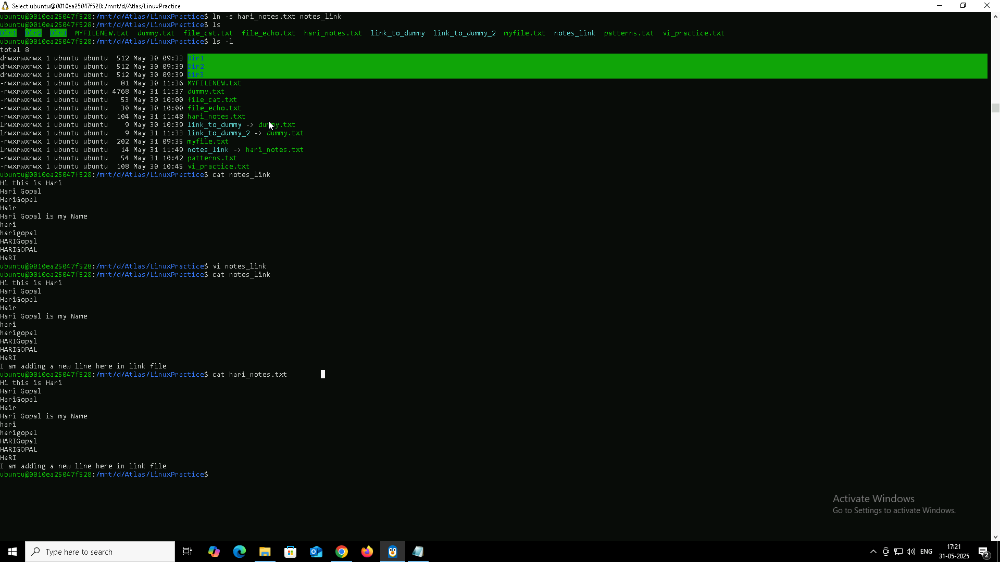 Select ubuntu@0010ea25047f528: /mnt/d/Atlas/LinuxPractice
ubuntu@0010ea25047f528:/mnt/d/Atlas/LinuxPractice$ ln -s hari_notes.txt notes_link
ubuntu@0010ea25047f528:/mnt/d/Atlas/LinuxPractice$ ls
Dir1  Dir2  Dir3  MYFILENEW.txt  dummy.txt  file_cat.txt  file_echo.txt  hari_notes.txt  link_to_dummy  link_to_dummy_2  myfile.txt  notes_link  patterns.txt  vi_practice.txt
ubuntu@0010ea25047f528:/mnt/d/Atlas/LinuxPractice$ ls -l
total 8
drwxrwxrwx 1 ubuntu ubuntu  512 May 30 09:33 Dir1
drwxrwxrwx 1 ubuntu ubuntu  512 May 30 09:39 Dir2
drwxrwxrwx 1 ubuntu ubuntu  512 May 30 09:39 Dir3
-rwxrwxrwx 1 ubuntu ubuntu   81 May 30 11:36 MYFILENEW.txt
-rwxrwxrwx 1 ubuntu ubuntu 4768 May 31 11:37 dummy.txt
-rwxrwxrwx 1 ubuntu ubuntu   53 May 30 10:00 file_cat.txt
-rwxrwxrwx 1 ubuntu ubuntu   30 May 30 10:00 file_echo.txt
-rwxrwxrwx 1 ubuntu ubuntu  104 May 31 11:48 hari_notes.txt
lrwxrwxrwx 1 ubuntu ubuntu    9 May 30 10:39 link_to_dummy -> dummy.txt
lrwxrwxrwx 1 ubuntu ubuntu    9 May 31 11:33 link_to_dummy_2 -> dummy.txt
-rwxrwxrwx 1 ubuntu ubuntu  202 May 31 09:35 myfile.txt
lrwxrwxrwx 1 ubuntu ubuntu   14 May 31 11:49 notes_link -> hari_notes.txt
-rwxrwxrwx 1 ubuntu ubuntu   54 May 31 10:42 patterns.txt
-rwxrwxrwx 1 ubuntu ubuntu  108 May 30 10:45 vi_practice.txt
ubuntu@0010ea25047f528:/mnt/d/Atlas/LinuxPractice$ cat notes_link
Hi this is Hari
Hari Gopal
HariGopal
Hair
Hari Gopal is my Name
hari
harigopal
HARIGopal
HARIGOPAL
HaRI
ubuntu@0010ea25047f528:/mnt/d/Atlas/LinuxPractice$ vi notes_link
ubuntu@0010ea25047f528:/mnt/d/Atlas/LinuxPractice$ cat notes_link
Hi this is Hari
Hari Gopal
HariGopal
Hair
Hari Gopal is my Name
hari
harigopal
HARIGopal
HARIGOPAL
HaRI
I am adding a new line here in link file
ubuntu@0010ea25047f528:/mnt/d/Atlas/LinuxPractice$ cat hari_notes.txt
Hi this is Hari
Hari Gopal
HariGopal
Hair
Hari Gopal is my Name
hari
harigopal
HARIGopal
HARIGOPAL
HaRI
I am adding a new line here in link file
ubuntu@0010ea25047f528:/mnt/d/Atlas/LinuxPractice$
Activate Windows
Go to Settings to activate Windows.
Type here to search
ENG
17:21
31-05-2025
2